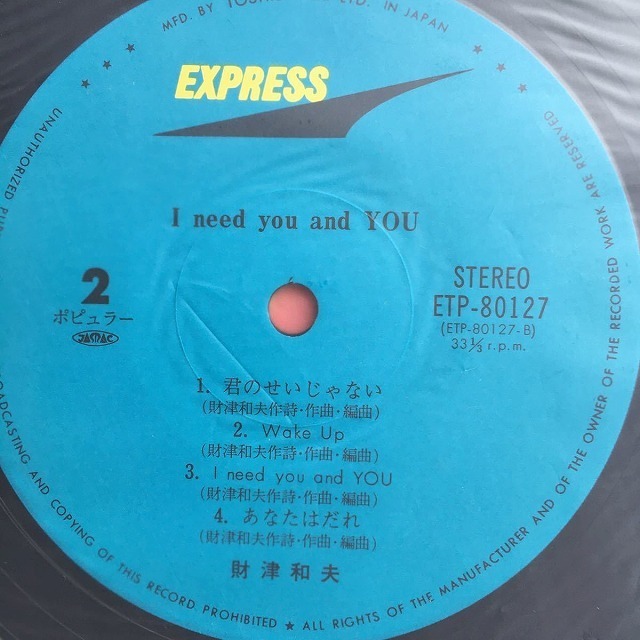 MFD. BY TOSHIBA LTD. IN JAPAN
EXPRESS
I need you and YOU
2
ポピュラー
JASRAC
STEREO
ETP-80127
(ETP-80127-B)
33 1/3 r.p.m.
1. 君のせいじゃない
(財津和夫作詩・作曲・編曲)
2. Wake Up
(財津和夫作詩・作曲・編曲)
3. I need you and YOU
(財津和夫作詩・作曲・編曲)
4. あなたはだれ
(財津和夫作詩・作曲・編曲)
財津和夫
UNAUTHORIZED
BROADCASTING AND COPYING OF THIS RECORD PROHIBITED ★ ALL RIGHTS OF THE MANUFACTURER AND OF THE OWNER OF THE RECORDED WORK ARE RESERVED